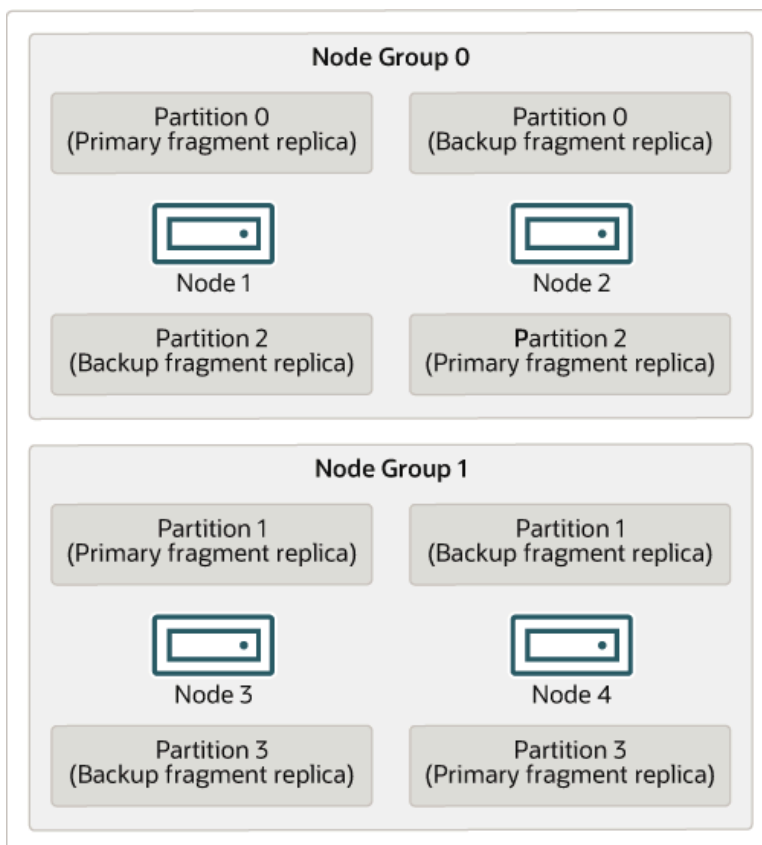 Node Group 0
Partition 0
(Primary fragment replica)
Partition 0
(Backup fragment replica)
Node 1
Node 2
Partition 2
(Backup fragment replica)
Partition 2
(Primary fragment replica)
Node Group 1
Partition 1
(Primary fragment replica)
Partition 1
(Backup fragment replica)
Node 3
Node 4
Partition 3
(Backup fragment replica)
Partition 3
(Primary fragment replica)